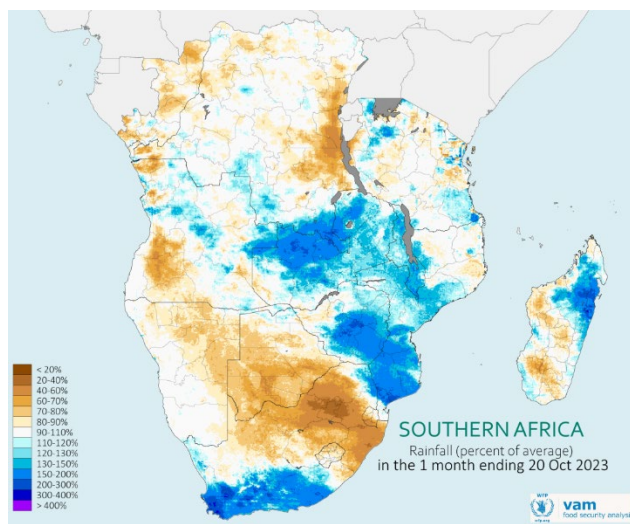 < 20%
20-40%
40-60%
60-70%
70-80%
80-90%
90-110%
110-120%
120-130%
130-150%
150-200%
200-300%
300-400%
> 400%
SOUTHERN AFRICA
Rainfall (percent of average)
in the 1 month ending 20 Oct 2023
WFP
vam
food security analysis